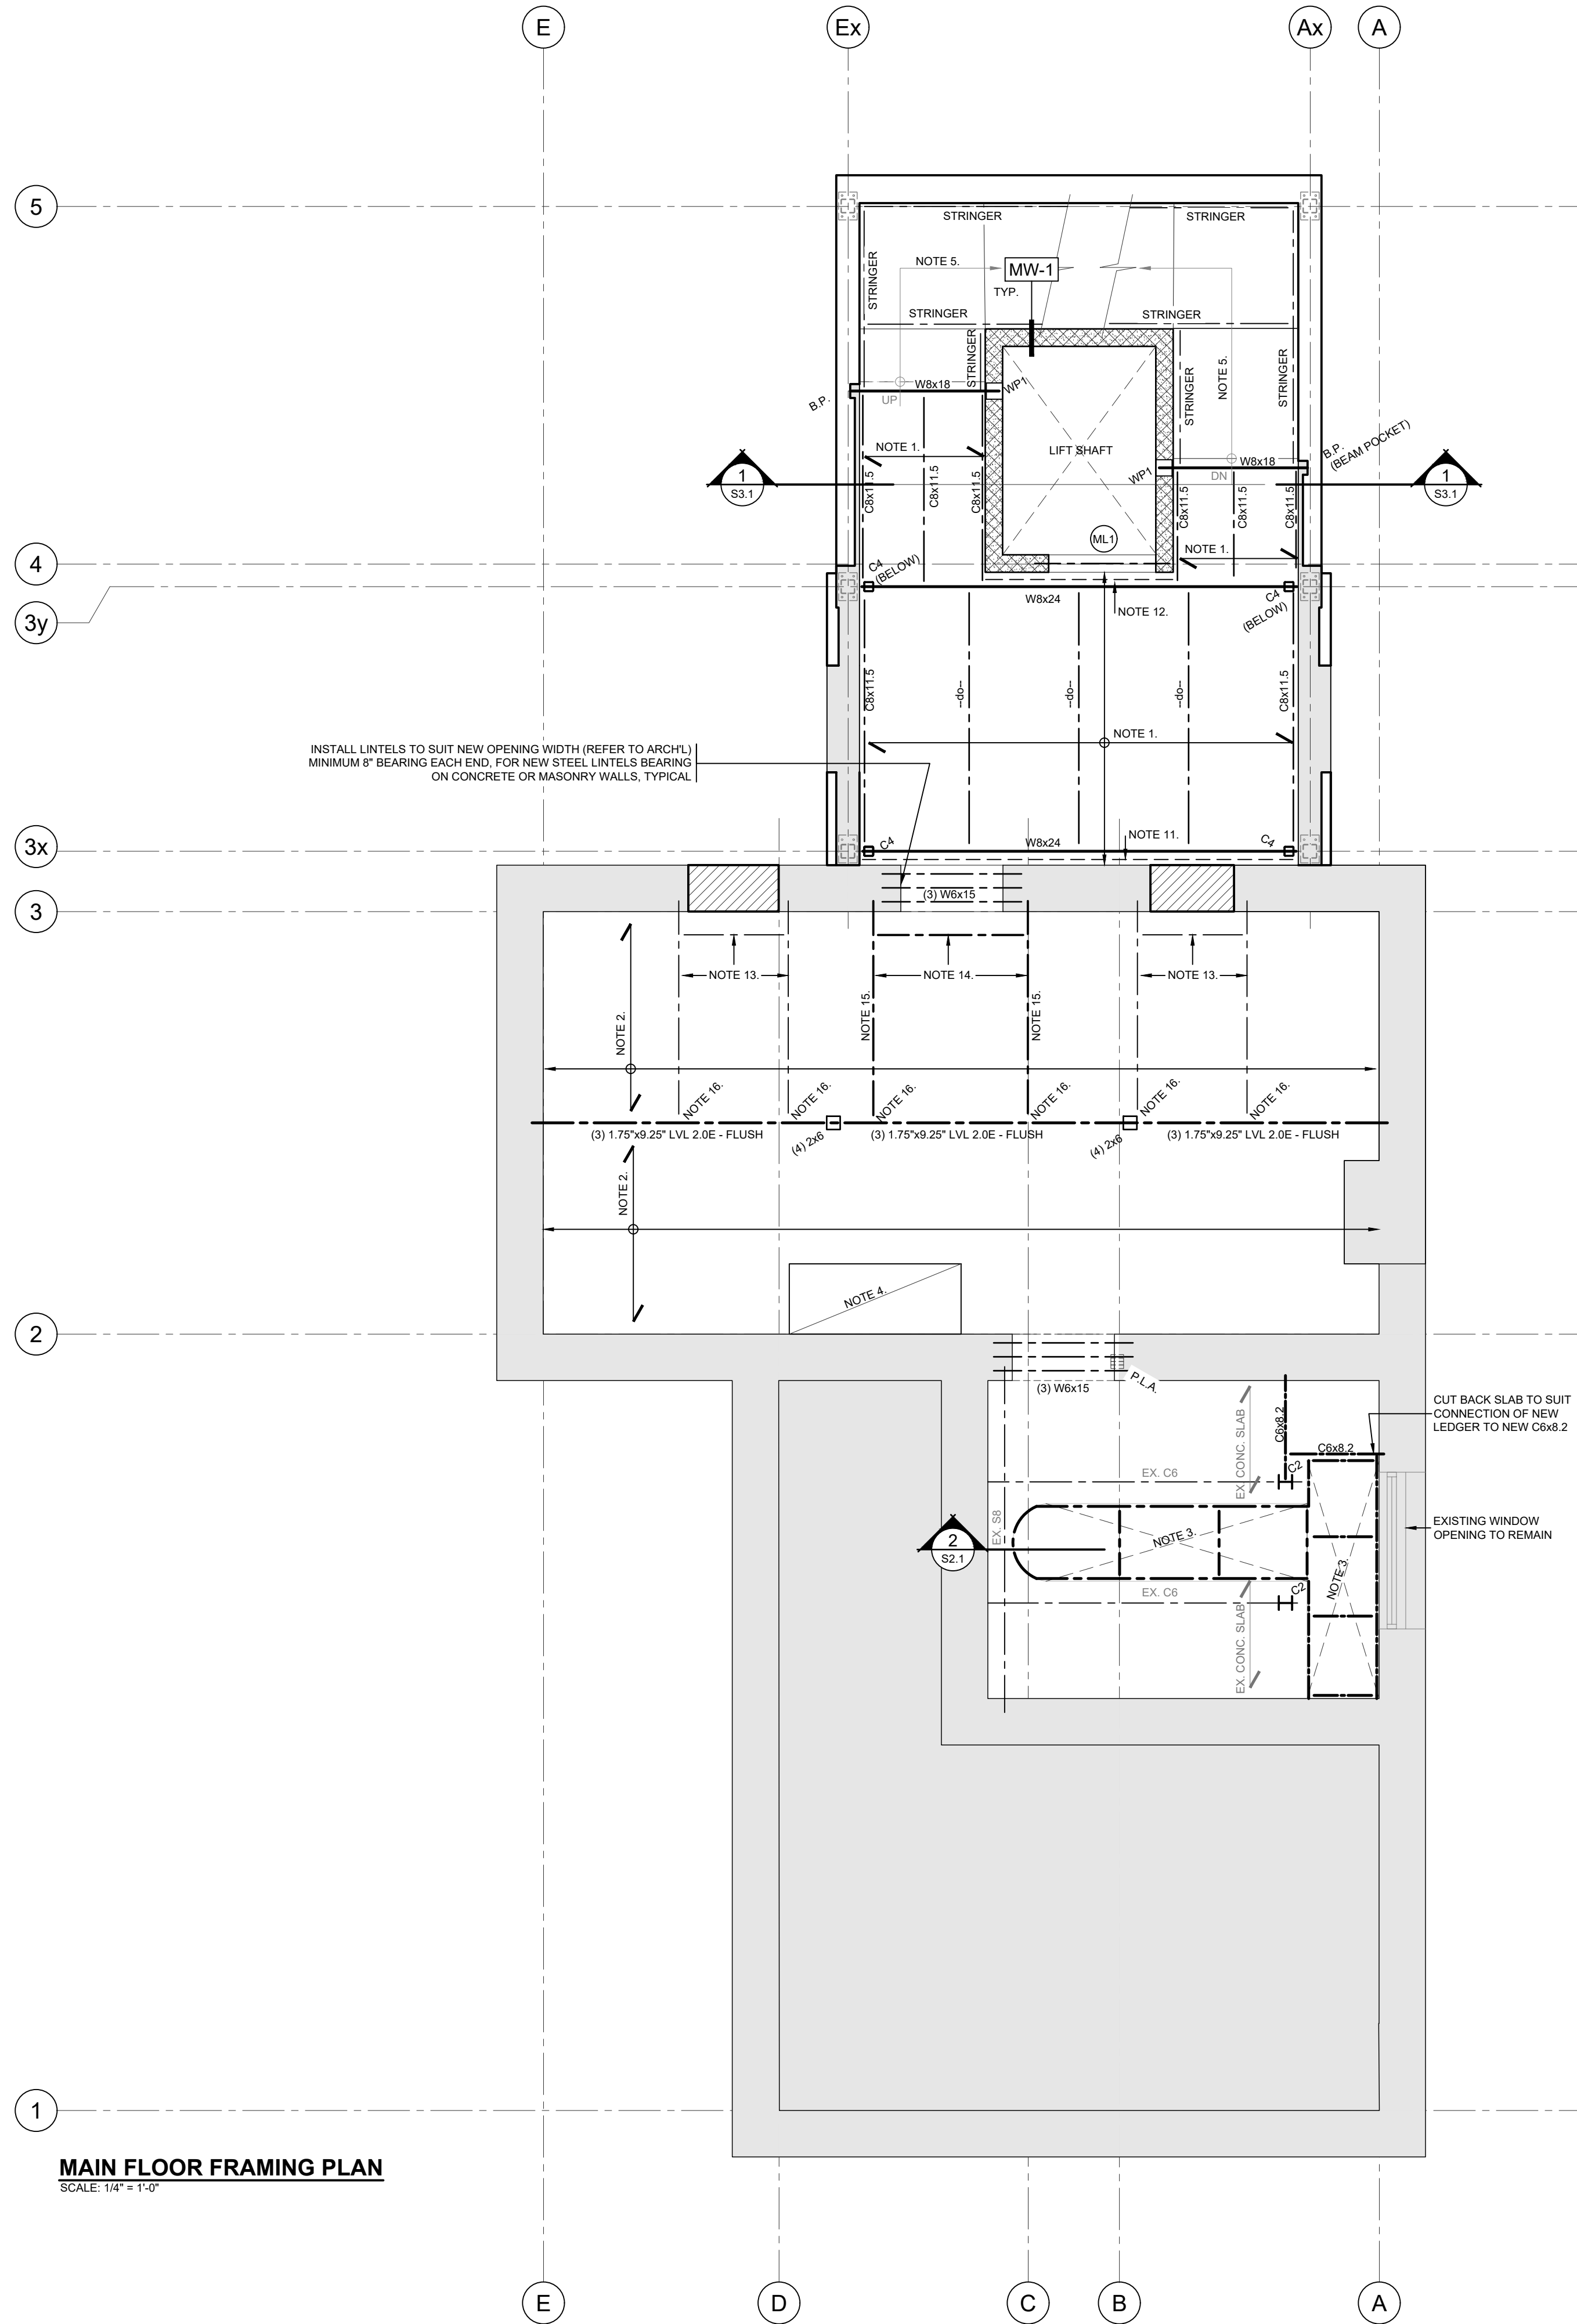 E
Ex
Ax
A
5
STRINGER
STRINGER
STRINGER
NOTE 5.
MW-1
TYP.
STRINGER
STRINGER
STRINGER
STRINGER
NOTE 5.
STRINGER
W8x18
WP1
UP
B.P.
NOTE 1.
LIFT SHAFT
B.P.
(BEAM POCKET)
W8x18
WP1
DN
1
S3.1
1
S3.1
C8x11.5
C8x11.5
C8x11.5
C8x11.5
C8x11.5
C8x11.5
ML1
NOTE 1.
4
C4
(BELOW)
W8x24
NOTE 12.
C4
(BELOW)
3y
C8x11.5
--do--
--do--
--do--
C8x11.5
NOTE 1.
INSTALL LINTELS TO SUIT NEW OPENING WIDTH (REFER TO ARCH'L)
MINIMUM 8" BEARING EACH END, FOR NEW STEEL LINTELS BEARING
ON CONCRETE OR MASONRY WALLS, TYPICAL
3x
C4
W8x24
NOTE 11.
C4
(3) W6x15
3
NOTE 13.
NOTE 14.
NOTE 13.
NOTE 2.
NOTE 15.
NOTE 15.
NOTE 16.
NOTE 16.
NOTE 16.
NOTE 16.
NOTE 16.
NOTE 16.
(3) 1.75"x9.25" LVL 2.0E - FLUSH
(4) 2x6
(3) 1.75"x9.25" LVL 2.0E - FLUSH
(4) 2x6
(3) 1.75"x9.25" LVL 2.0E - FLUSH
NOTE 2.
NOTE 4.
2
(3) W6x15
P.L.A.
CUT BACK SLAB TO SUIT
CONNECTION OF NEW
LEDGER TO NEW C6x8.2
EX. CONC. SLAB
C6x8.2
C6x8.2
C2
EX. C6
EX. S8
2
S2.1
NOTE 3.
NOTE 3.
EXISTING WINDOW
OPENING TO REMAIN
EX. C6
C2
EX. CONC. SLAB
1
MAIN FLOOR FRAMING PLAN
SCALE: 1/4" = 1'-0"
E
D
C
B
A